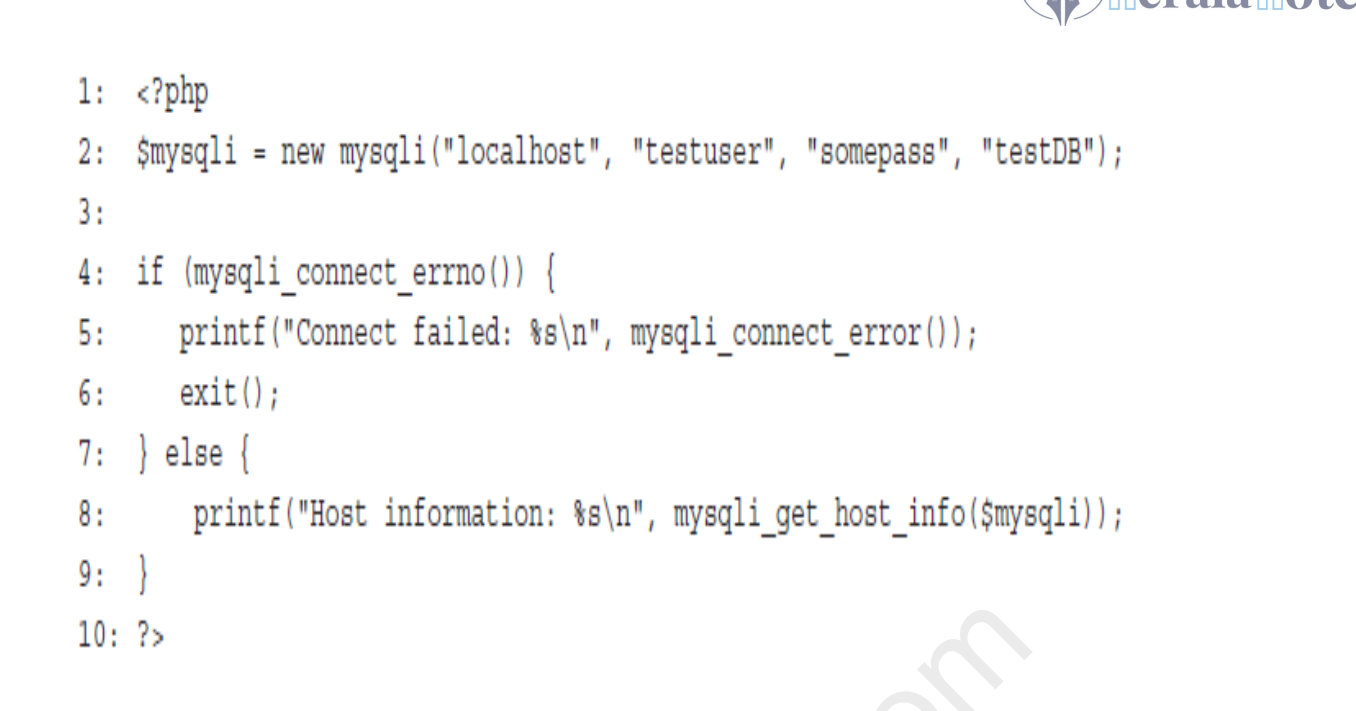 1: <?php
2: $mysqli = new mysqli("localhost", "testuser", "somepass", "testDB");
3:
4: if (mysqli_connect_errno()) {
5: printf("Connect failed: %s\n", mysqli_connect_error());
6: exit();
7: } else {
8: printf("Host information: %s\n", mysqli_get_host_info($mysqli));
9: }
10: ?>